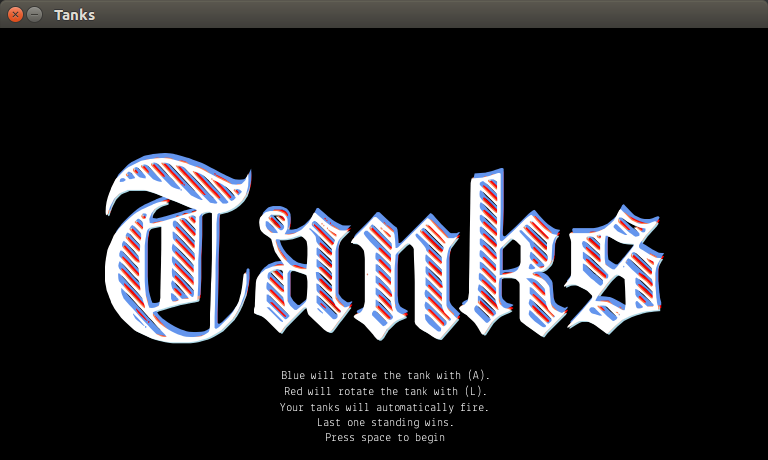 Tanks
Tanks
Blue will rotate the tank with (A).
Red will rotate the tank with (L).
Your tanks will automatically fire.
Last one standing wins.
Press space to begin